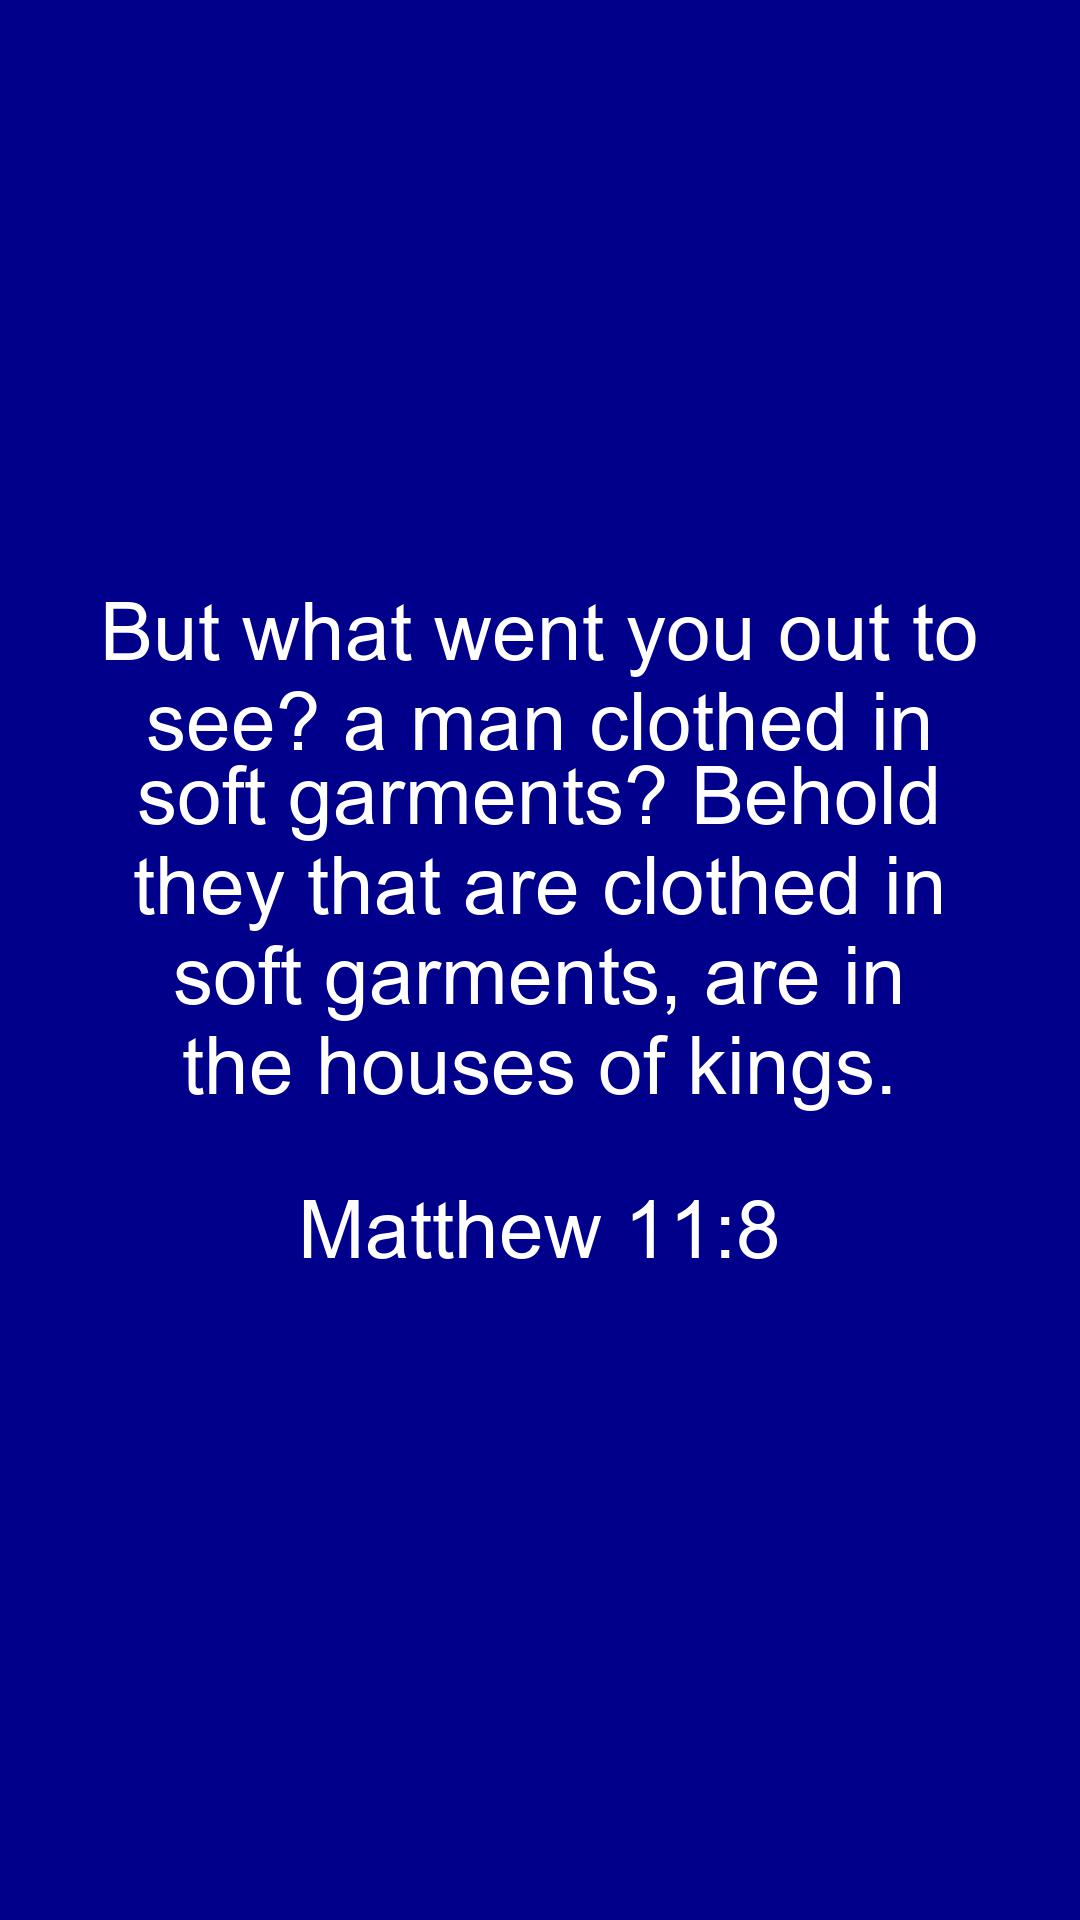 But what went you out to
see? a man clothed in
soft garments? Behold
they that are clothed in
soft garments, are in
the houses of kings.
Matthew 11:8